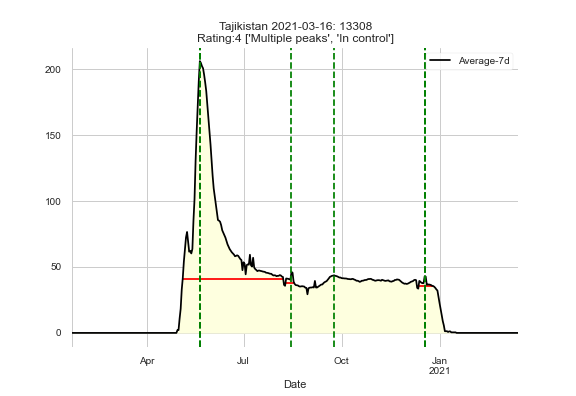 Tajikistan 2021-03-16: 13308
Rating:4 ['Multiple peaks', 'In control']
Average-7d
200
150
100
50
0
Apr
Jul
Oct
Jan
2021
Date